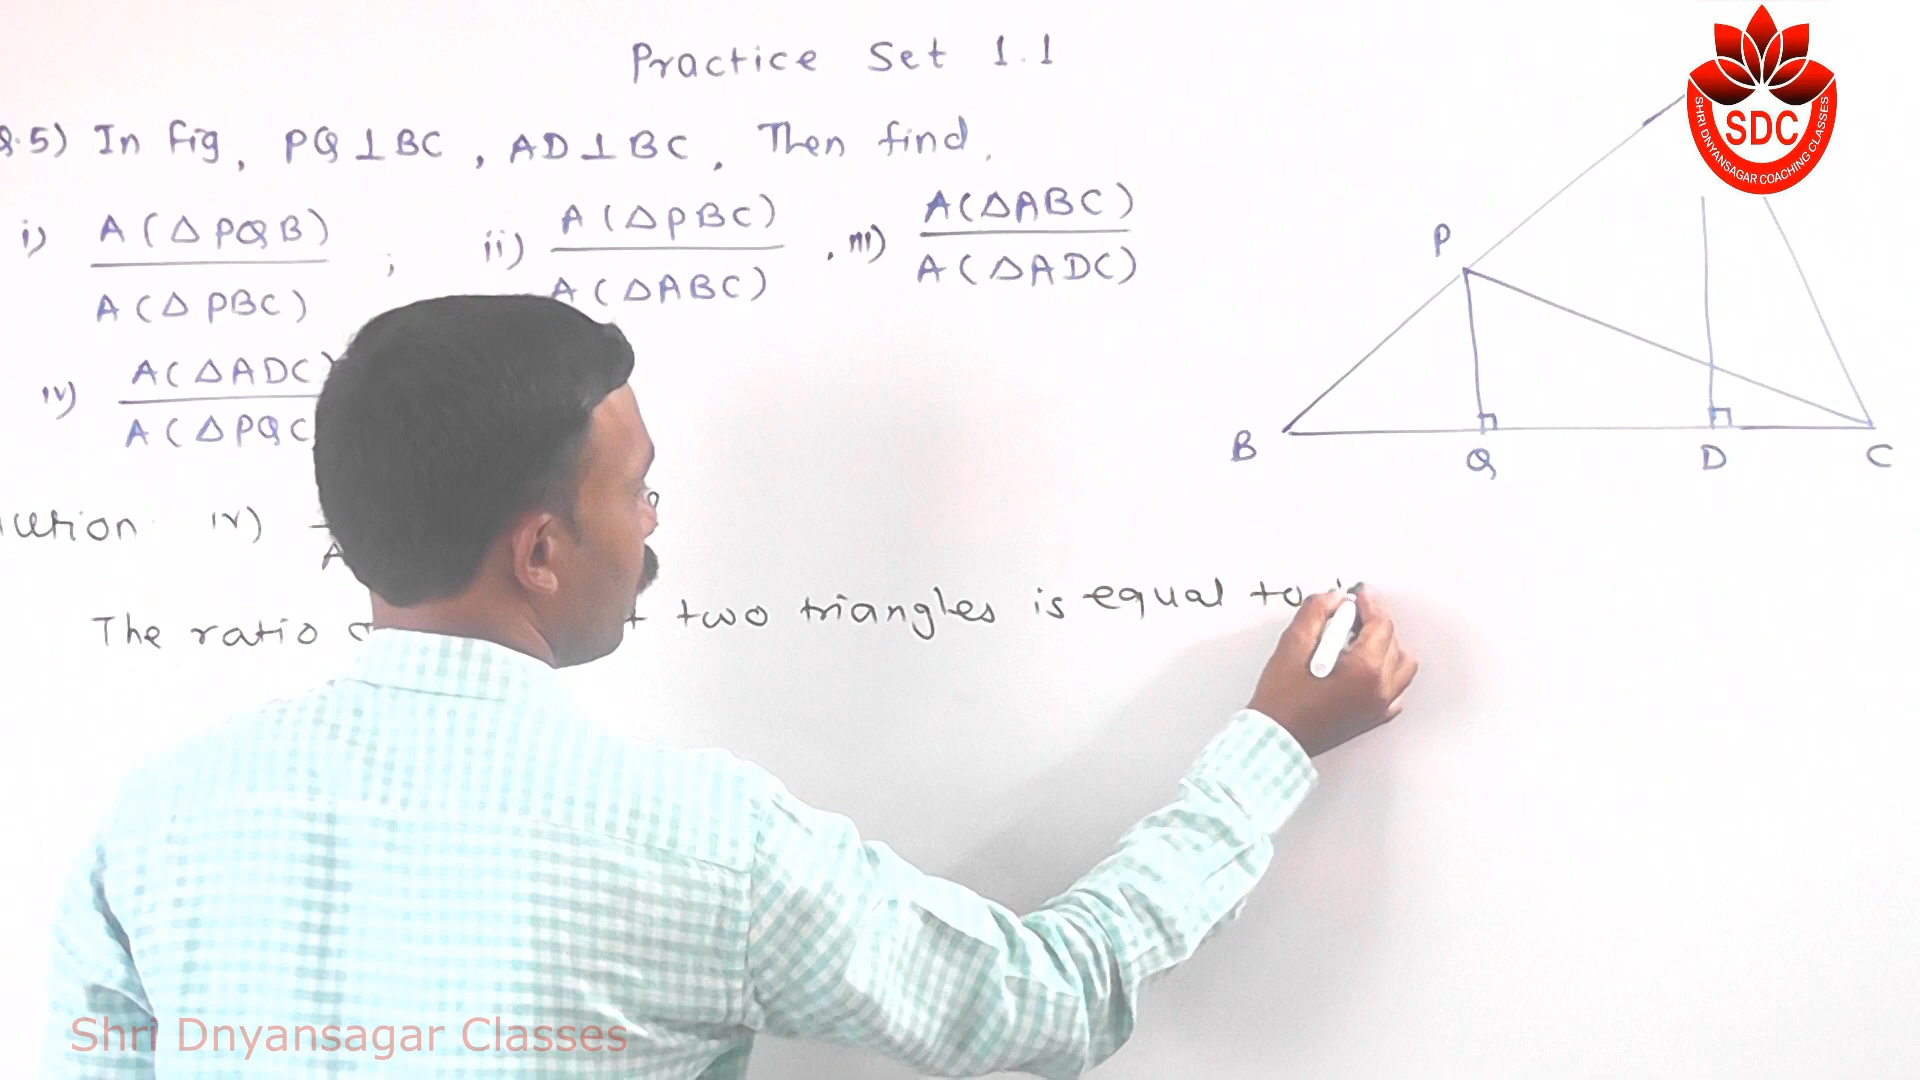 Practice Set 1.1
Q.5) In fig, PQ⊥BC, AD⊥BC, Then find,
i) A(△PQB) / A(△PBC) ; ii) A(△PBC) / A(△ABC) , iii) A(△ABC) / A(△ADC)
iv) A(△ADC) / A(△PQC
iv)
A
The ratio two triangles is equal to
P
B Q D C
SDC
SHRI DNYANSAGAR COACHING CLASSES
Shri Dnyansagar Classes